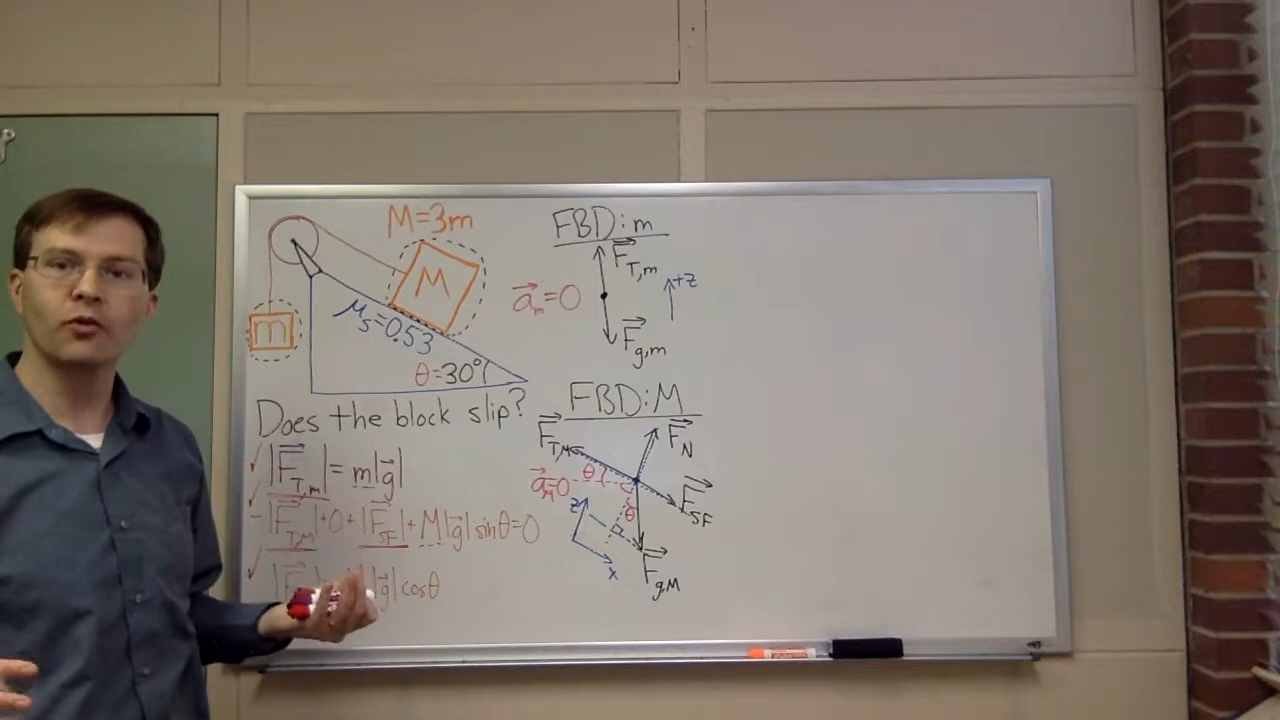 M=3m
M
m
μs=0.53
θ=30°
Does the block slip?
|F⃗T,m|=m|g⃗|
-|F⃗T,M|+0+|F⃗SF|+M|g⃗|sinθ=0
|g⃗|cosθ
FBD:m
F⃗T,m
a⃗m=0
+z
F⃗g,m
FBD:M
F⃗T,M
F⃗N
θ
a⃗M=0
F⃗SF
z
θ
x
F⃗g,M